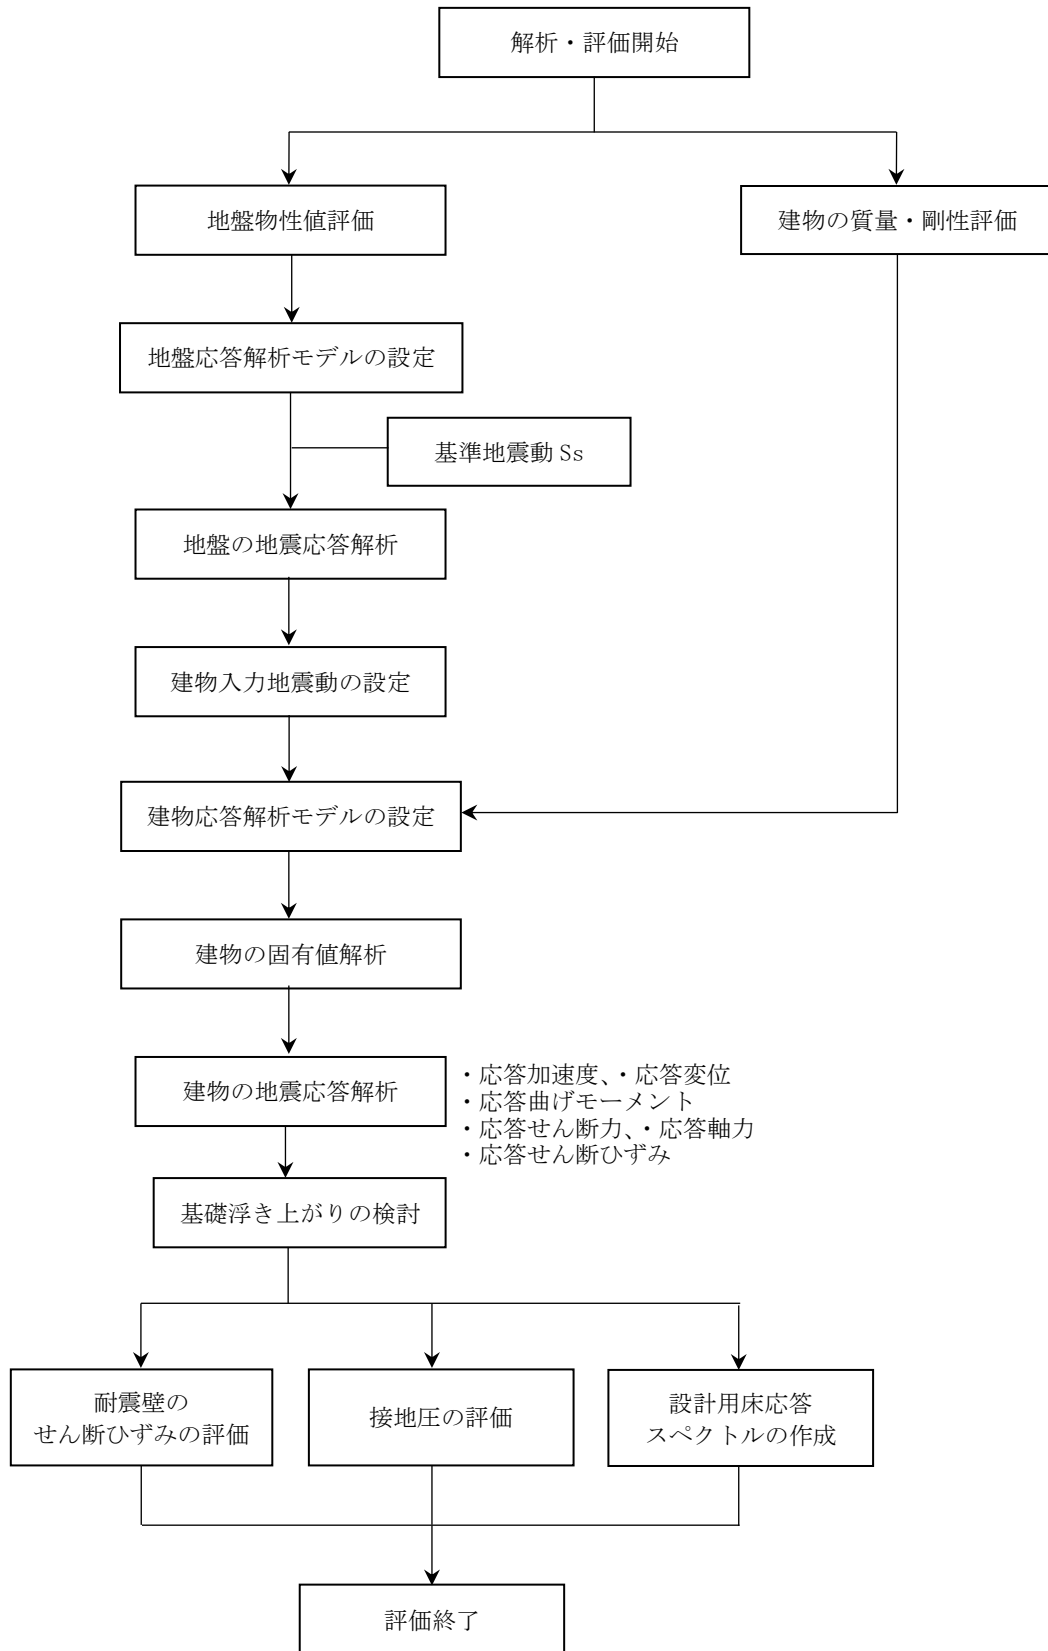 解析・評価開始
地盤物性値評価
建物の質量・剛性評価
地盤応答解析モデルの設定
基準地震動 Ss
地盤の地震応答解析
建物入力地震動の設定
建物応答解析モデルの設定
建物の固有値解析
建物の地震応答解析
・応答加速度、・応答変位
・応答曲げモーメント
・応答せん断力、・応答軸力
・応答せん断ひずみ
基礎浮き上がりの検討
耐震壁の
せん断ひずみの評価
接地圧の評価
設計用床応答
スペクトルの作成
評価終了